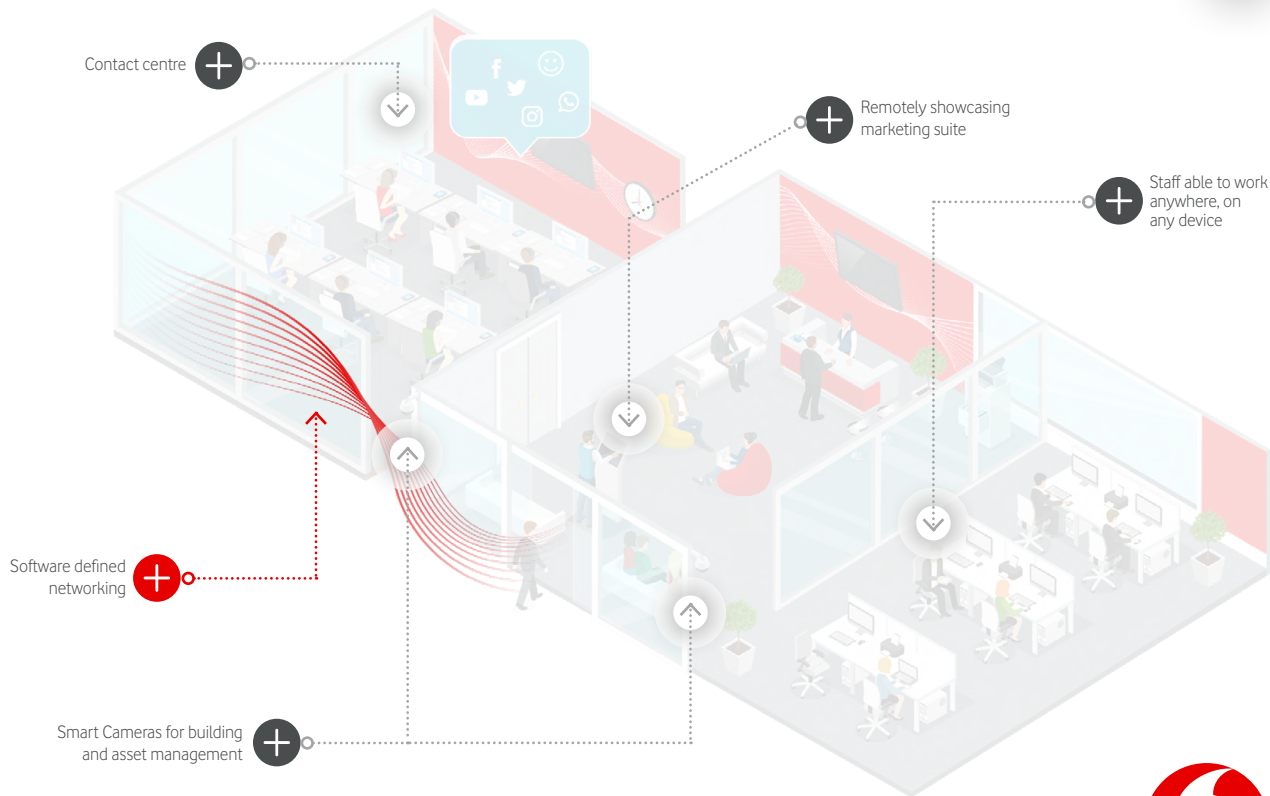 Contact centre
Remotely showcasing
marketing suite
Staff able to work
anywhere, on
any device
Software defined
networking
Smart Cameras for building
and asset management